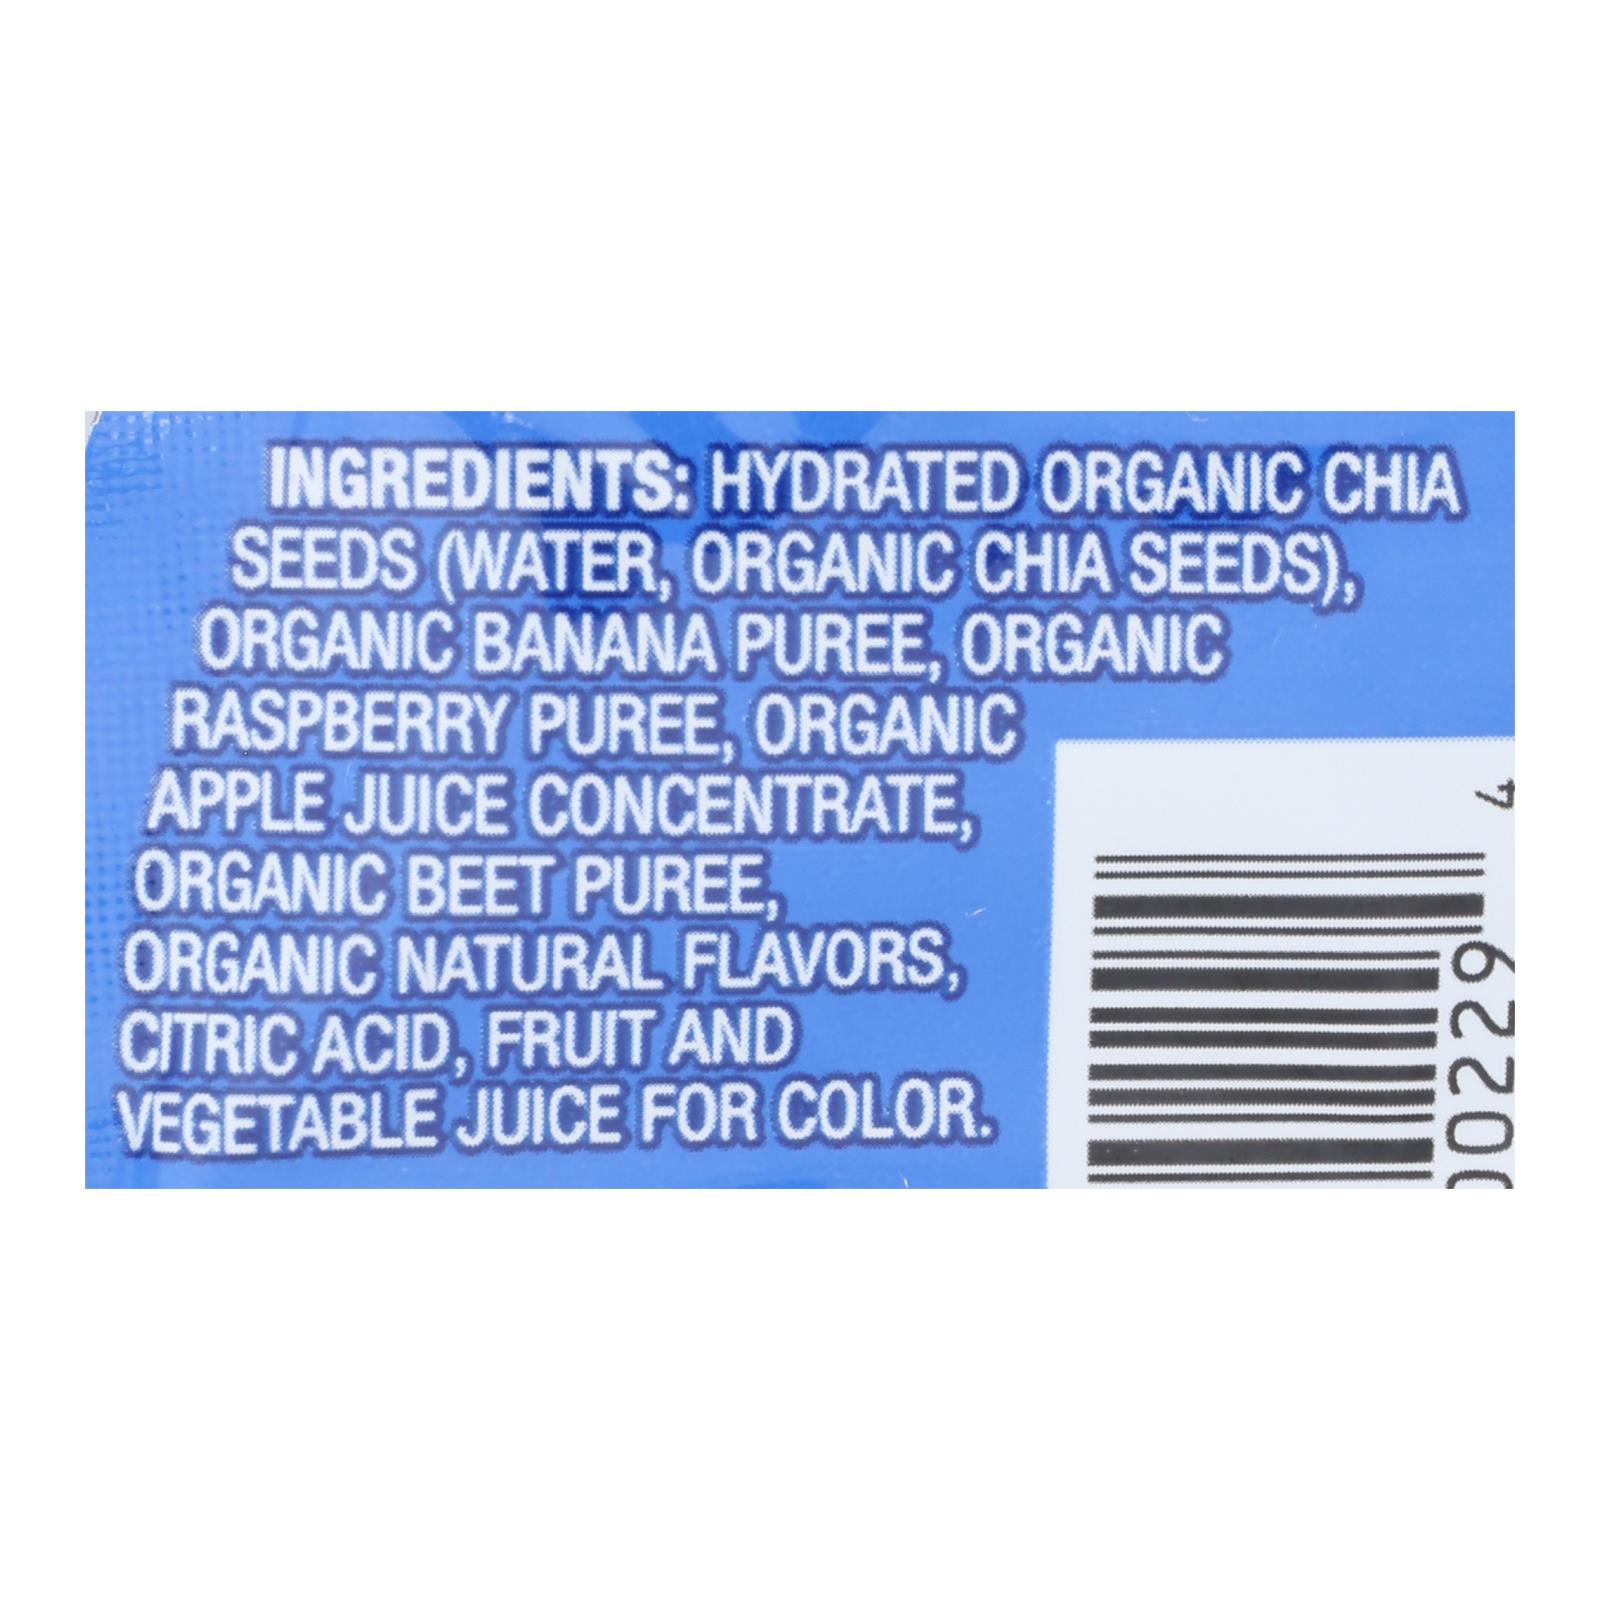 INGREDIENTS: HYDRATED ORGANIC CHIA
SEEDS (WATER, ORGANIC CHIA SEEDS),
ORGANIC BANANA PUREE, ORGANIC
RASPBERRY PUREE, ORGANIC
APPLE JUICE CONCENTRATE,
ORGANIC BEET PUREE,
ORGANIC NATURAL FLAVORS,
CITRIC ACID, FRUIT AND
VEGETABLE JUICE FOR COLOR.
00229 4